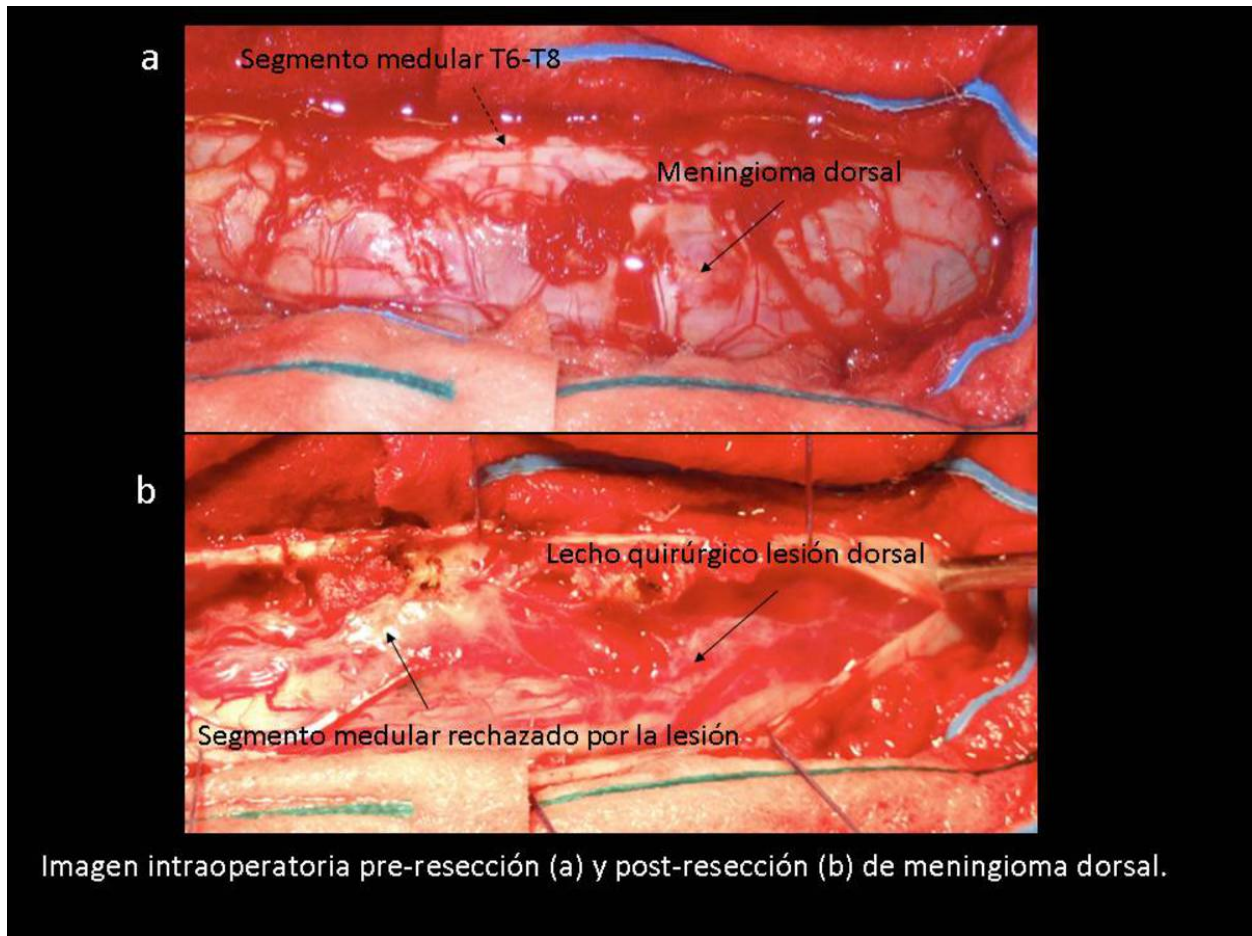 a
Segmento medular T6-T8
Meningioma dorsal
b
Lecho quirúrgico lesión dorsal
Segmento medular rechazado por la lesión
Imagen intraoperatoria pre-resección (a) y post-resección (b) de meningioma dorsal.